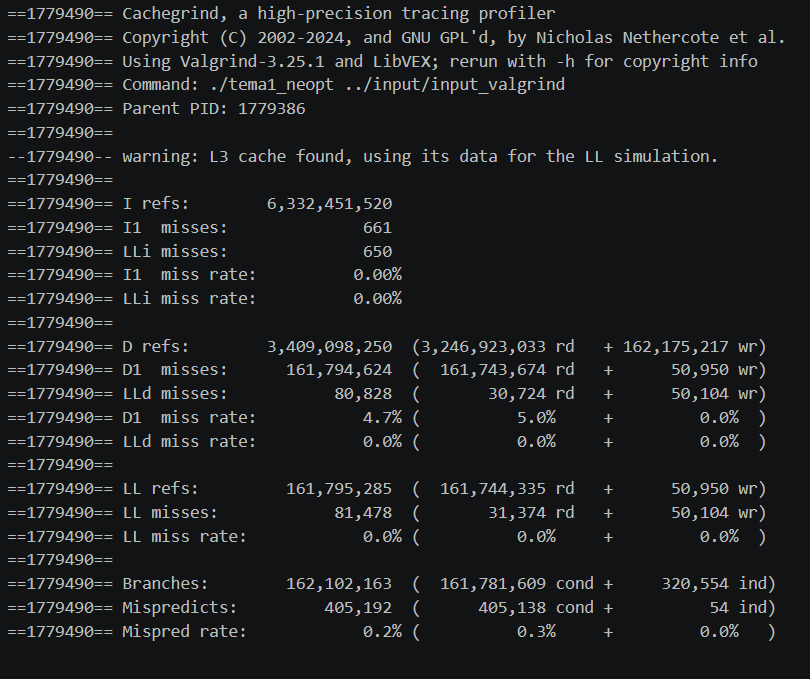 ==1779490== Cachegrind, a high-precision tracing profiler
==1779490== Copyright (C) 2002-2024, and GNU GPL'd, by Nicholas Nethercote et al.
==1779490== Using Valgrind-3.25.1 and LibVEX; rerun with -h for copyright info
==1779490== Command: ./tema1_neopt ../input/input_valgrind
==1779490== Parent PID: 1779386
==1779490==
--1779490-- warning: L3 cache found, using its data for the LL simulation.
==1779490==
==1779490== I refs:        6,332,451,520
==1779490== I1  misses:              661
==1779490== LLi misses:              650
==1779490== I1  miss rate:          0.00%
==1779490== LLi miss rate:          0.00%
==1779490==
==1779490== D refs:        3,409,098,250  (3,246,923,033 rd   + 162,175,217 wr)
==1779490== D1  misses:      161,794,624  (  161,743,674 rd   +      50,950 wr)
==1779490== LLd misses:           80,828  (       30,724 rd   +      50,104 wr)
==1779490== D1  miss rate:           4.7% (          5.0%     +         0.0%  )
==1779490== LLd miss rate:           0.0% (          0.0%     +         0.0%  )
==1779490==
==1779490== LL refs:         161,795,285  (  161,744,335 rd   +      50,950 wr)
==1779490== LL misses:            81,478  (       31,374 rd   +      50,104 wr)
==1779490== LL miss rate:            0.0% (          0.0%     +         0.0%  )
==1779490==
==1779490== Branches:        162,102,163  (  161,781,609 cond +     320,554 ind)
==1779490== Mispredicts:         405,192  (      405,138 cond +          54 ind)
==1779490== Mispred rate:            0.2% (          0.3%     +         0.0%   )